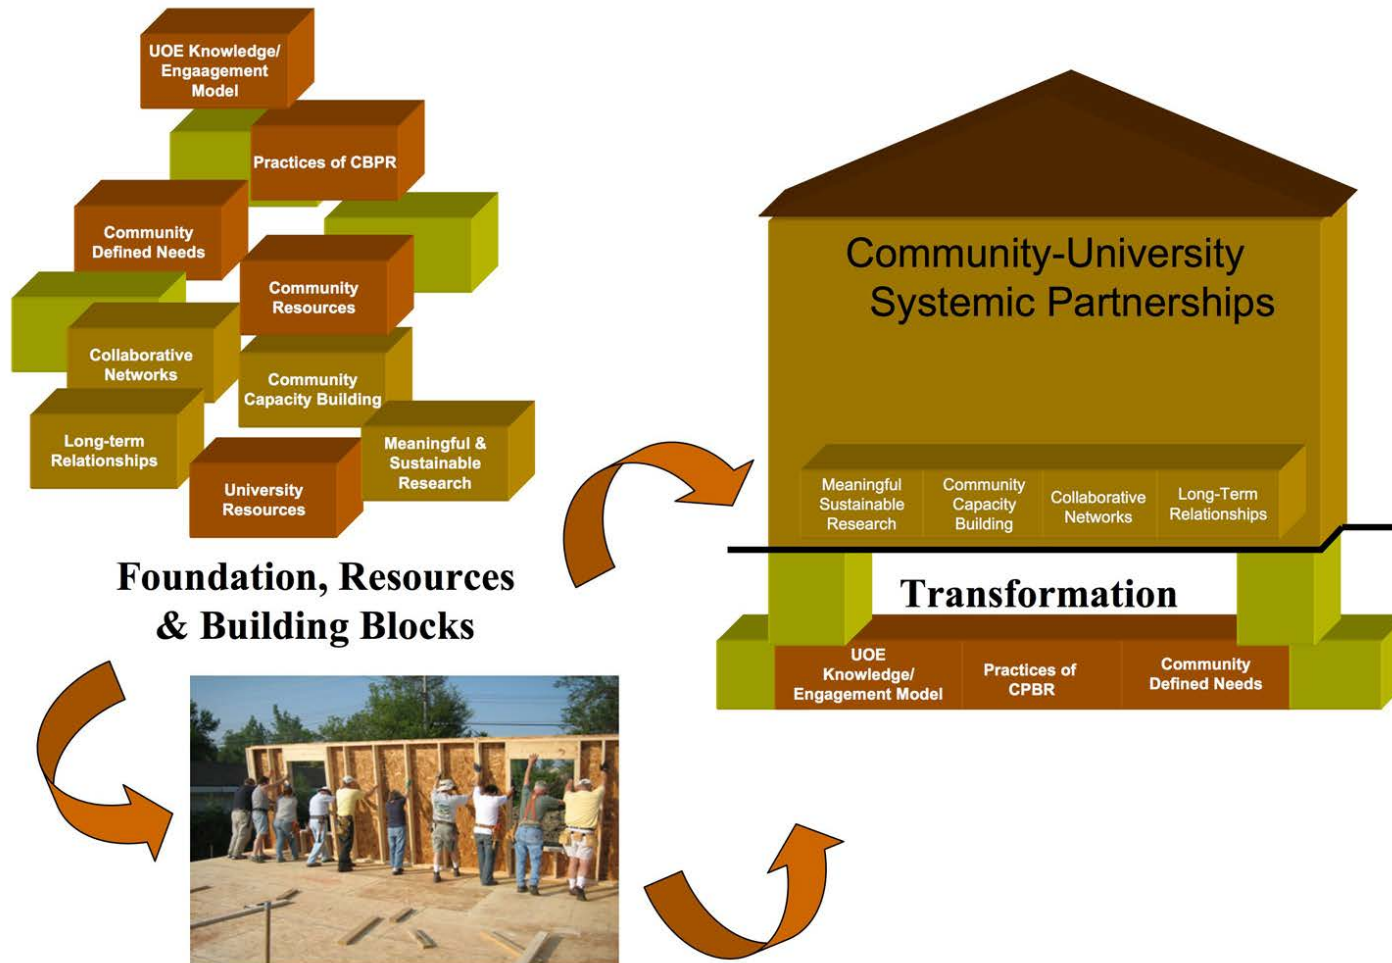 UOE Knowledge/
Engaagement
Model
Practices of CBPR
Community
Defined Needs
Community
Resources
Collaborative
Networks
Community
Capacity Building
Long-term
Relationships
Meaningful &
Sustainable
Research
University
Resources
Foundation, Resources
& Building Blocks
Community-University
Systemic Partnerships
Meaningful
Sustainable
Research
Community
Capacity
Building
Collaborative
Networks
Long-Term
Relationships
Transformation
UOE
Knowledge/
Engagement Model
Practices of
CPBR
Community
Defined Needs